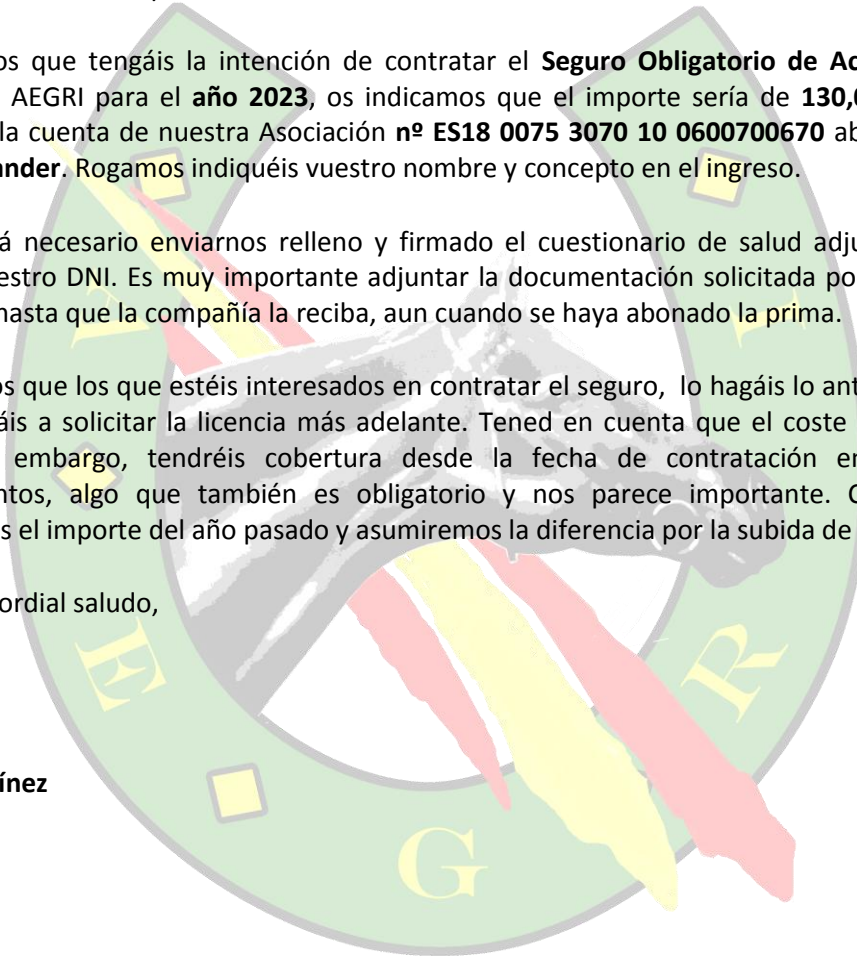 os que tengáis la intención de contratar el Seguro Obligatorio de Ac
AEGRI para el año 2023, os indicamos que el importe sería de 130,0
la cuenta de nuestra Asociación nº ES18 0075 3070 10 0600700670 ab
ander. Rogamos indiquéis vuestro nombre y concepto en el ingreso.
á necesario enviarnos relleno y firmado el cuestionario de salud adju
estro DNI. Es muy importante adjuntar la documentación solicitada po
hasta que la compañía la reciba, aun cuando se haya abonado la prima.
os que los que estéis interesados en contratar el seguro, lo hagáis lo ant
áis a solicitar la licencia más adelante. Tened en cuenta que el coste
embargo, tendréis cobertura desde la fecha de contratación en
ntos, algo que también es obligatorio y nos parece importante.
s el importe del año pasado y asumiremos la diferencia por la subida de
ordial saludo,
ínez
A E G R I